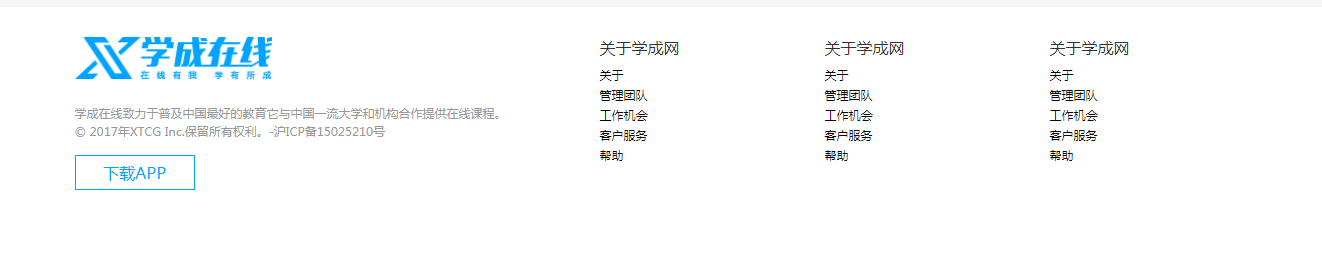 学成在线
在线有我 学有所成
学成在线致力于普及中国最好的教育它与中国一流大学和机构合作提供在线课程。
© 2017年XTCG Inc.保留所有权利。-沪ICP备15025210号
下载APP
关于学成网
关于
管理团队
工作机会
客户服务
帮助
关于学成网
关于
管理团队
工作机会
客户服务
帮助
关于学成网
关于
管理团队
工作机会
客户服务
帮助